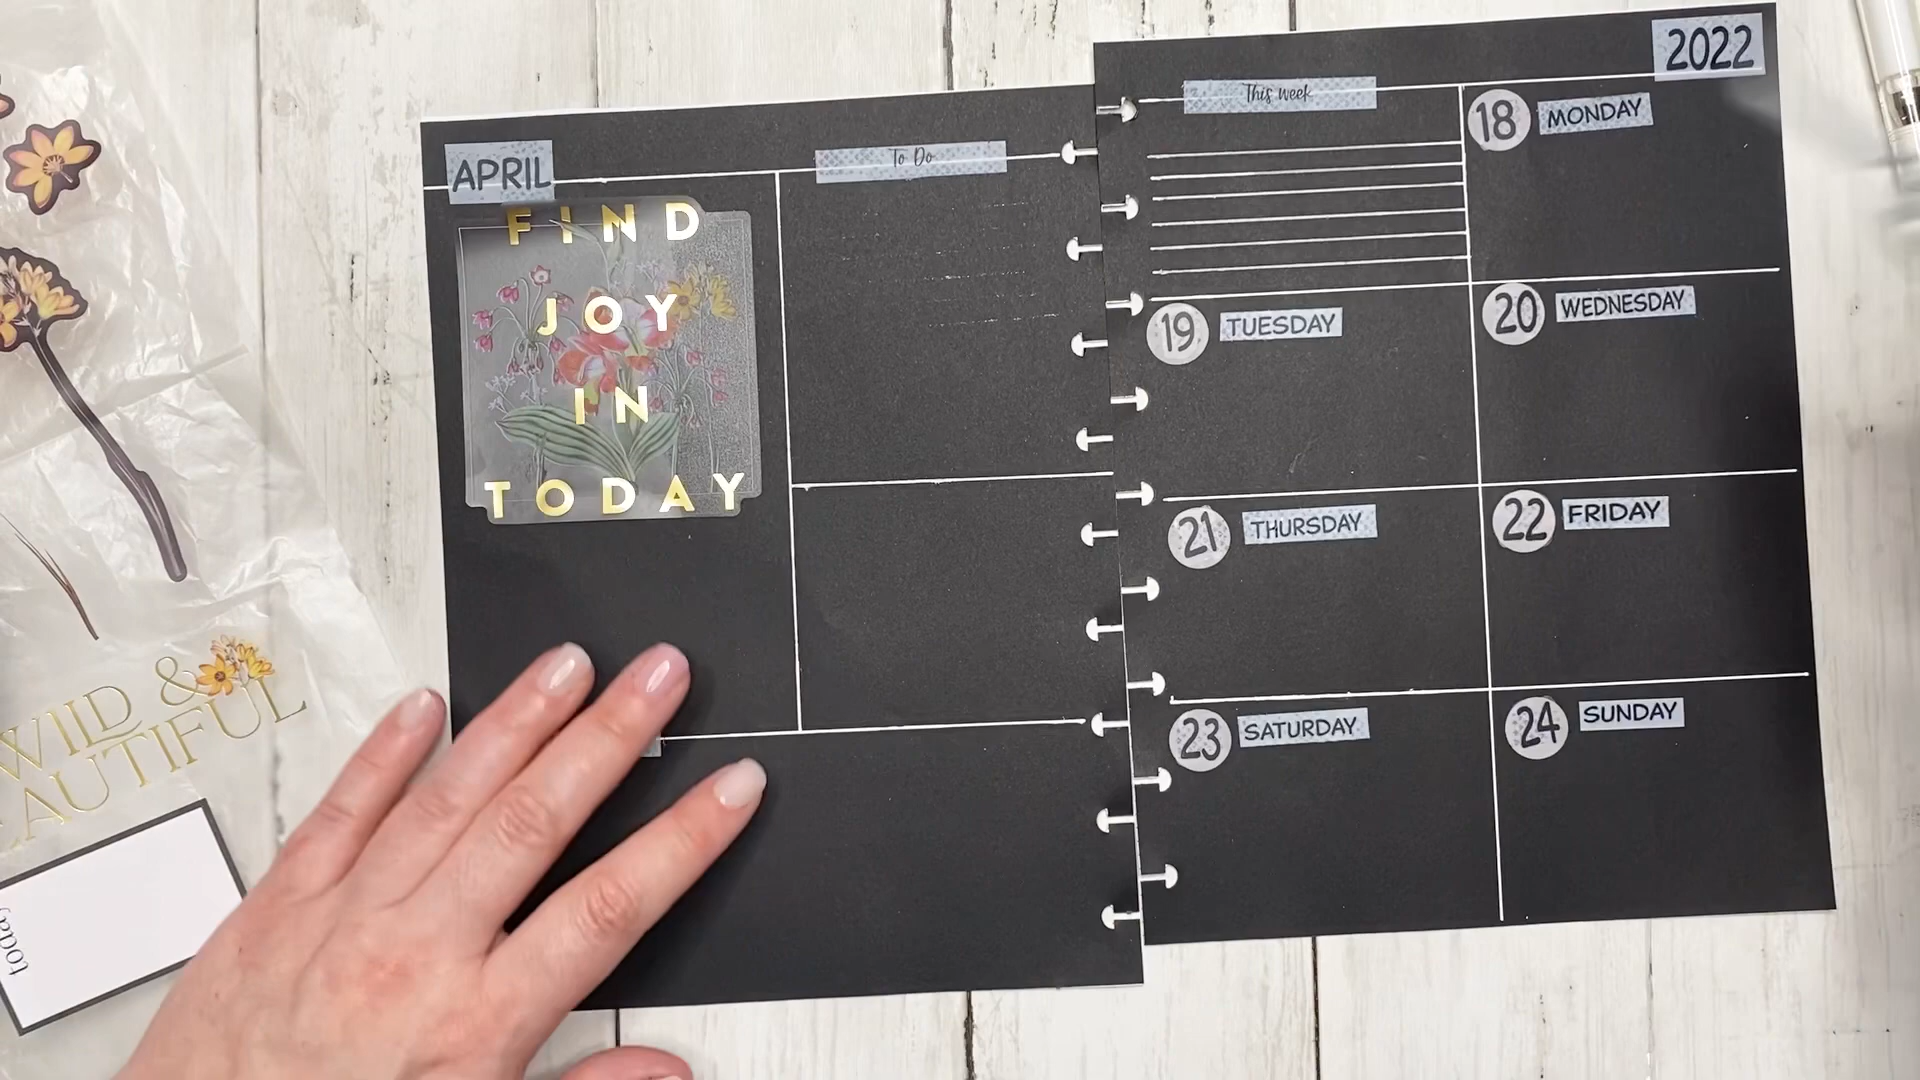 APRIL
To Do
FIND
JOY
IN
TODAY
This week
2022
18 MONDAY
19 TUESDAY
20 WEDNESDAY
21 THURSDAY
22 FRIDAY
23 SATURDAY
24 SUNDAY
WILD &
today